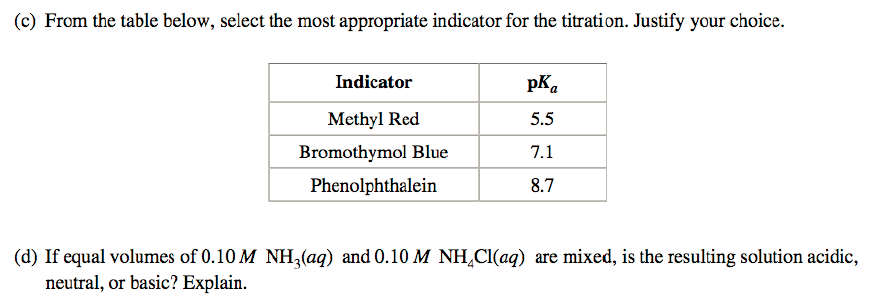 (c) From the table below, select the most appropriate indicator for the titration. Justify your choice.
Indicator pKₐ
Methyl Red 5.5
Bromothymol Blue 7.1
Phenolphthalein 8.7
(d) If equal volumes of 0.10 M NH₃(aq) and 0.10 M NH₄Cl(aq) are mixed, is the resulting solution acidic,
neutral, or basic? Explain.